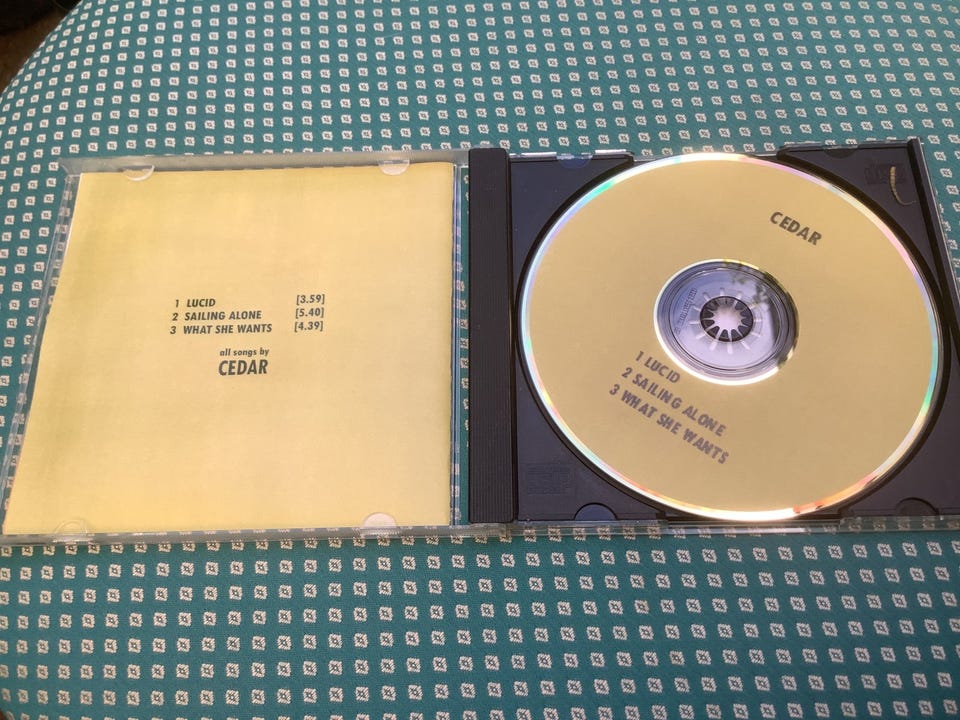 1 LUCID [3.59]
2 SAILING ALONE [5.40]
3 WHAT SHE WANTS [4.39]
all songs by
CEDAR
CEDAR
1 LUCID
2 SAILING ALONE
3 WHAT SHE WANTS